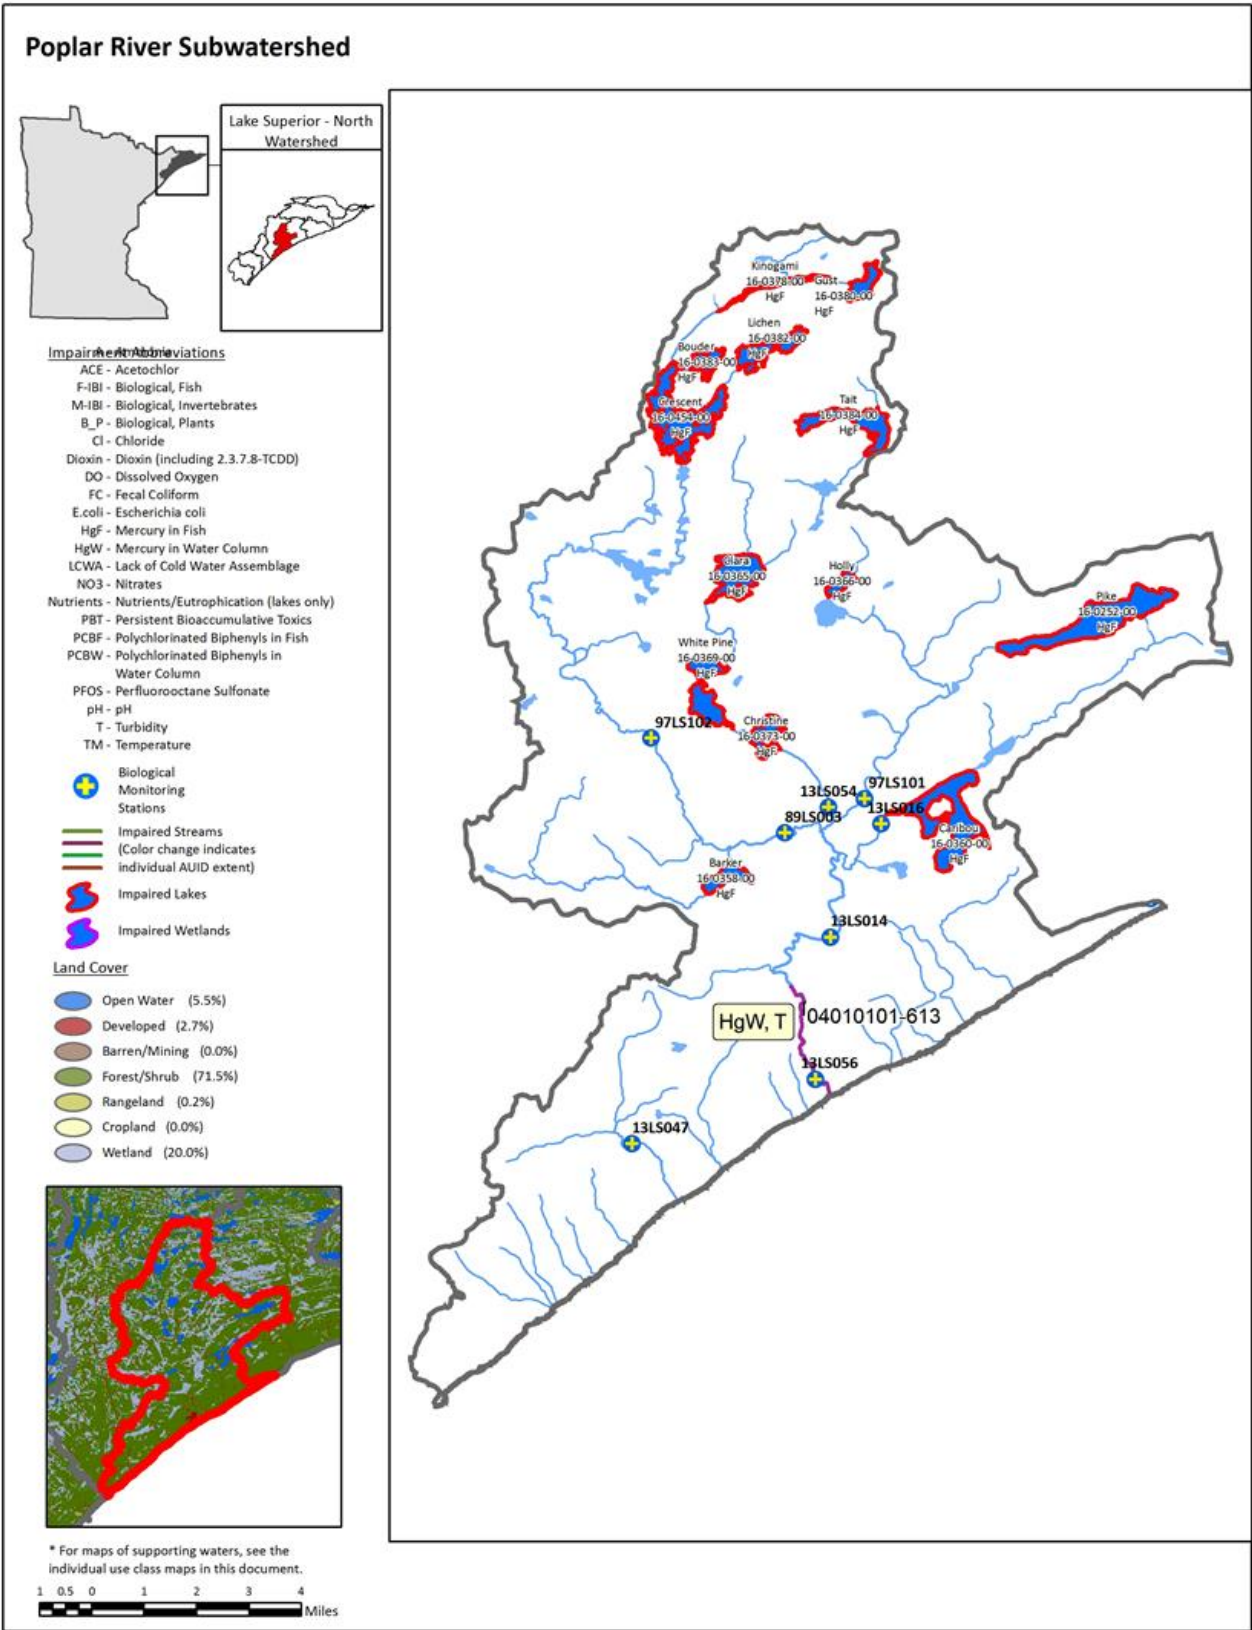 Poplar River Subwatershed
Lake Superior - North
Watershed
Impairment Abbreviations
ACE - Acetochlor
F-IBI - Biological, Fish
M-IBI - Biological, Invertebrates
B_P - Biological, Plants
Cl - Chloride
Dioxin - Dioxin (including 2.3.7.8-TCDD)
DO - Dissolved Oxygen
FC - Fecal Coliform
E.coli - Escherichia coli
HgF - Mercury in Fish
HgW - Mercury in Water Column
LCWA - Lack of Cold Water Assemblage
NO3 - Nitrates
Nutrients - Nutrients/Eutrophication (lakes only)
PBT - Persistent Bioaccumulative Toxics
PCBF - Polychlorinated Biphenyls in Fish
PCBW - Polychlorinated Biphenyls in
Water Column
PFOS - Perfluorooctane Sulfonate
pH - pH
T - Turbidity
TM - Temperature
Biological
Monitoring
Stations
Impaired Streams
(Color change indicates
individual AUID extent)
Impaired Lakes
Impaired Wetlands
Land Cover
Open Water (5.5%)
Developed (2.7%)
Barren/Mining (0.0%)
Forest/Shrub (71.5%)
Rangeland (0.2%)
Cropland (0.0%)
Wetland (20.0%)
* For maps of supporting waters, see the
individual use class maps in this document.
1 0.5 0 1 2 3 4
Miles
Kinogami
16-0378-00
HgF
Gust
16-0380-00
HgF
Lichen
16-0382-00
HgF
Bouder
16-0383-00
HgF
Crescent
16-0454-00
HgF
Tait
16-0384-00
HgF
Clara
16-0365-00
HgF
Holly
16-0366-00
HgF
Pike
16-0252-00
HgF
White Pine
16-0369-00
HgF
97LS102
Christine
16-0373-00
HgF
97LS101
13LS054
13LS016
89LS003
Caribou
16-0360-00
HgF
Barker
16-0358-00
HgF
13LS014
HgW, T
04010101-613
13LS056
13LS047